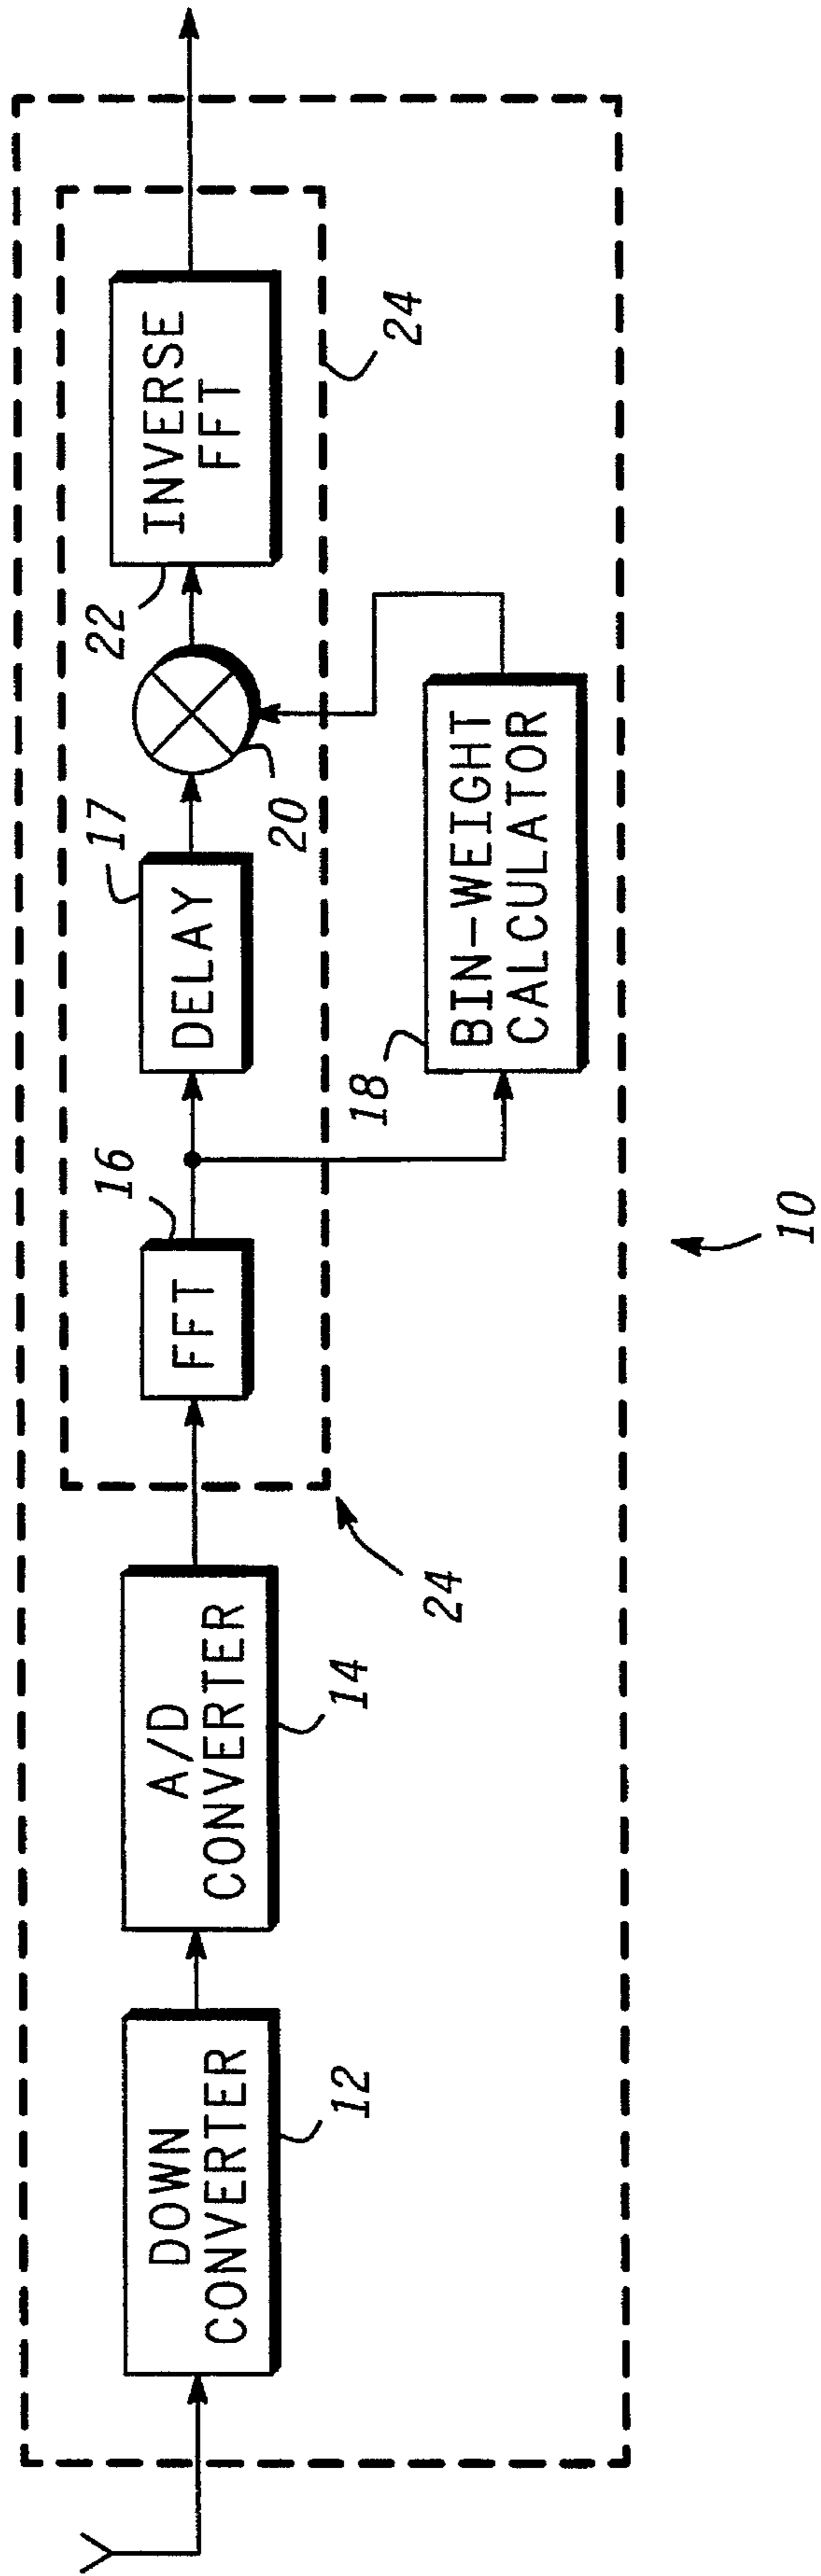 DOWN
CONVERTER
12
A/D
CONVERTER
14
24
FFT
16
DELAY
17
20
BIN-WEIGHT
CALCULATOR
18
INVERSE
FFT
22
24
10